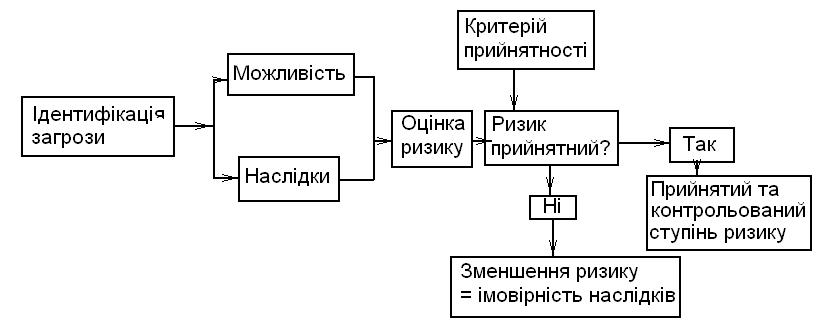 Ідентифікація
загрози
Можливість
Наслідки
Оцінка
ризику
Критерій
прийнятності
Ризик
прийнятний?
Так
Прийнятий та
контрольований
ступінь ризику
Ні
Зменшення ризику
= імовірність наслідків